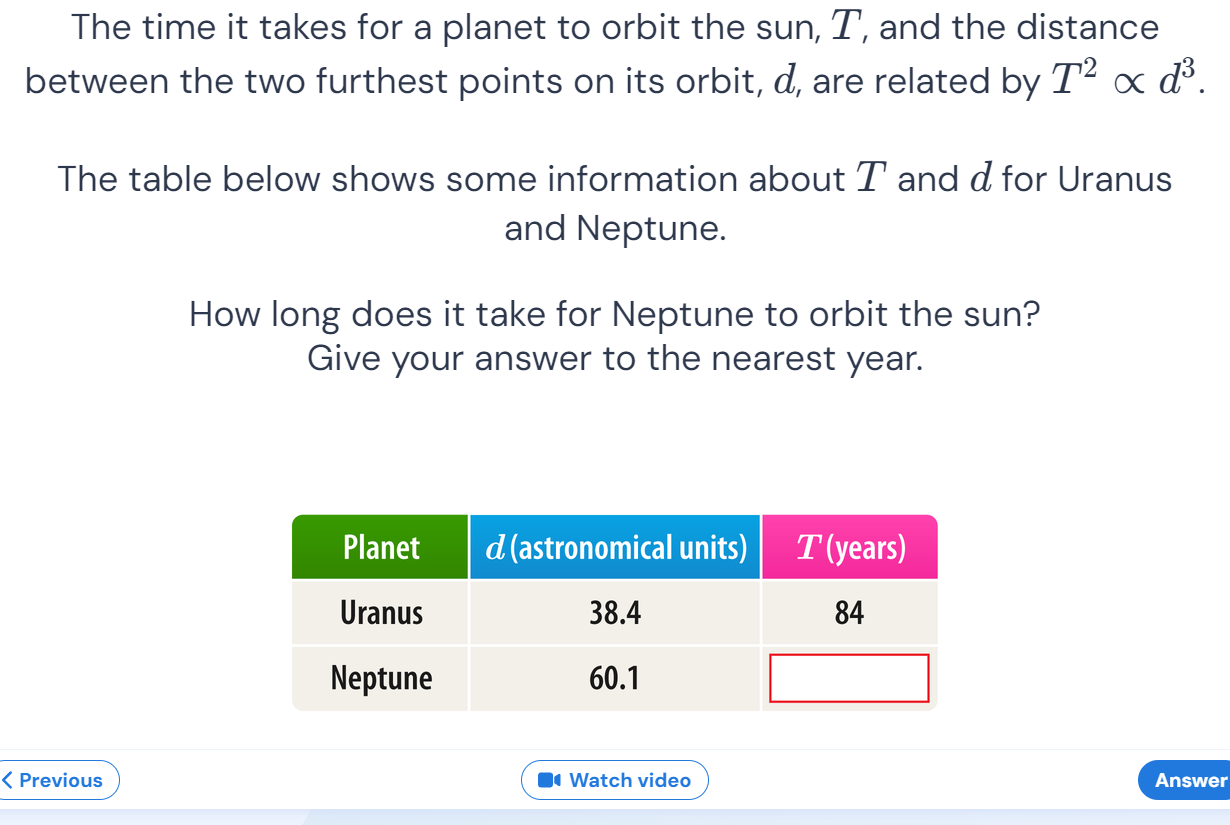 The time it takes for a planet to orbit the sun, T, and the distance
between the two furthest points on its orbit, d, are related by T² ∝ d³.
The table below shows some information about T and d for Uranus
and Neptune.
How long does it take for Neptune to orbit the sun?
Give your answer to the nearest year.
Planet d (astronomical units) T (years)
Uranus 38.4 84
Neptune 60.1
Previous Watch video Answer